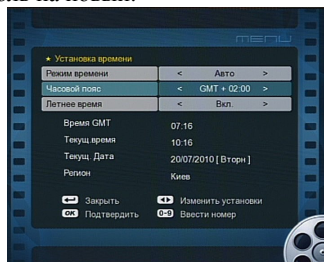 MENU
★ Установка времени
Режим времени < Авто >
Часовой пояс < GMT + 02:00 >
Летнее время < Вкл. >
Время GMT 07:16
Текущ.время 10:16
Текущ. Дата 20/07/2010 [ Вторн ]
Регион Киев
Закрыть Изменить установки
OK Подтвердить 0-9 Ввести номер